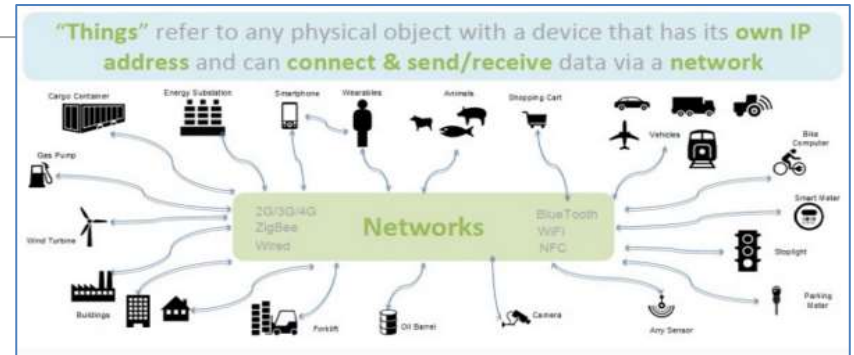 “Things” refer to any physical object with a device that has its own IP
address and can connect & send/receive data via a network
Cargo Container
Energy Substation
Smartphone
Wearables
Animals
Shopping Cart
Vehicles
Bike
Computer
Gas Pump
Smart Meter
Wind Turbine
2G/3G/4G
ZigBee
Wired
Networks
BlueTooth
WiFi
NFC
Stoplight
Buildings
Forklift
Oil Barrel
Camera
Any Sensor
Parking
Meter